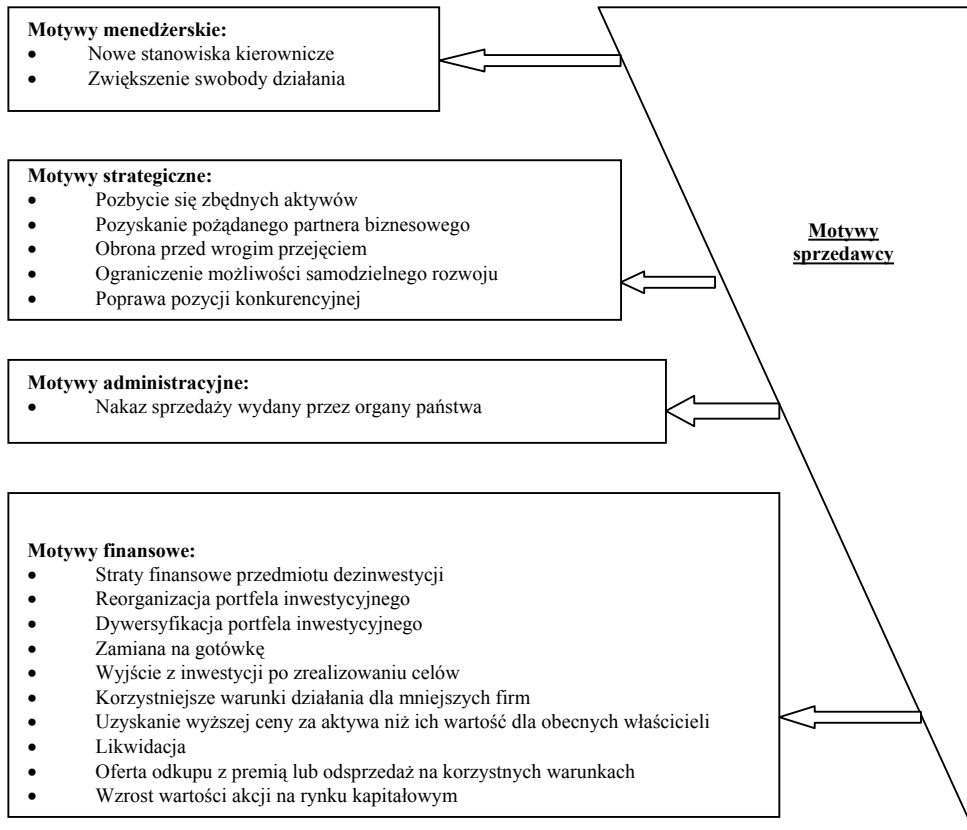 Motywy menedżerskie:
• Nowe stanowiska kierownicze
• Zwiększenie swobody działania
Motywy strategiczne:
• Pozbycie się zbędnych aktywów
• Pozyskanie pożądanego partnera biznesowego
• Obrona przed wrogim przejęciem
• Ograniczenie możliwości samodzielnego rozwoju
• Poprawa pozycji konkurencyjnej
Motywy
sprzedawcy
Motywy administracyjne:
• Nakaz sprzedaży wydany przez organy państwa
Motywy finansowe:
• Straty finansowe przedmiotu dezinwestycji
• Reorganizacja portfela inwestycyjnego
• Dywersyfikacja portfela inwestycyjnego
• Zamiana na gotówkę
• Wyjście z inwestycji po zrealizowaniu celów
• Korzystniejsze warunki działania dla mniejszych firm
• Uzyskanie wyższej ceny za aktywa niż ich wartość dla obecnych właścicieli
• Likwidacja
• Oferta odkupu z premią lub odsprzedaż na korzystnych warunkach
• Wzrost wartości akcji na rynku kapitałowym